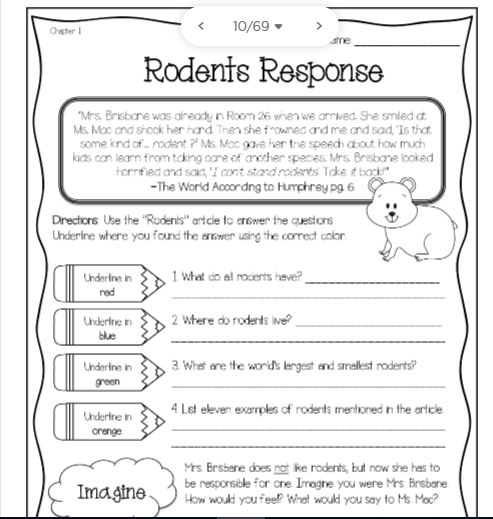 Chapter 1
10/69
ame
Rodents Response
"Mrs. Brisbane was already in Room 26 when we arrived. She smiled at
Ms. Mac and shook her hand. Then she frowned and me and said, 'Is that
some kind of... rodent ?' Ms. Mac gave her the speech about how much
kids can learn from taking care of another species. Mrs. Brisbane looked
horrified and said, 'I can't stand rodents! Take it back!'"
-The World According to Humphrey pg. 6
Directions: Use the "Rodents" article to answer the questions.
Underline where you found the answer using the correct color.
Underline in
red
1. What do all rodents have?
Underline in
blue
2. Where do rodents live?
Underline in
green
3. What are the world's largest and smallest rodents?
Underline in
orange
4. List eleven examples of rodents mentioned in the article.
Imagine
Mrs. Brisbane does not like rodents, but now she has to
be responsible for one. Imagine you were Mrs. Brisbane.
How would you feel? What would you say to Ms. Mac?